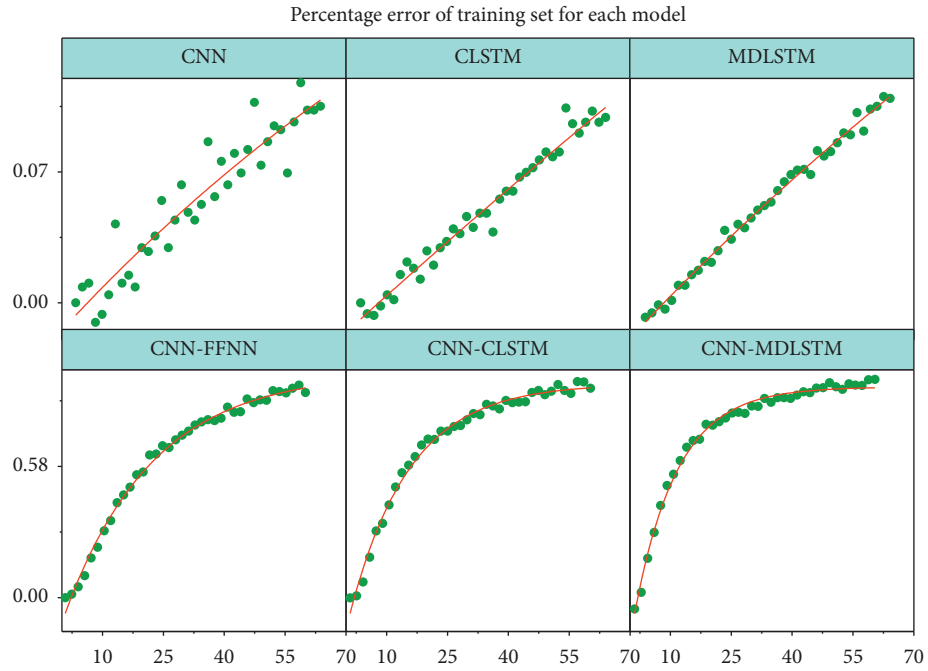 Percentage error of training set for each model
CNN CLSTM MDLSTM
0.07
0.00
CNN-FFNN CNN-CLSTM CNN-MDLSTM
0.58
0.00
10 25 40 55 70 10 25 40 55 70 10 25 40 55 70